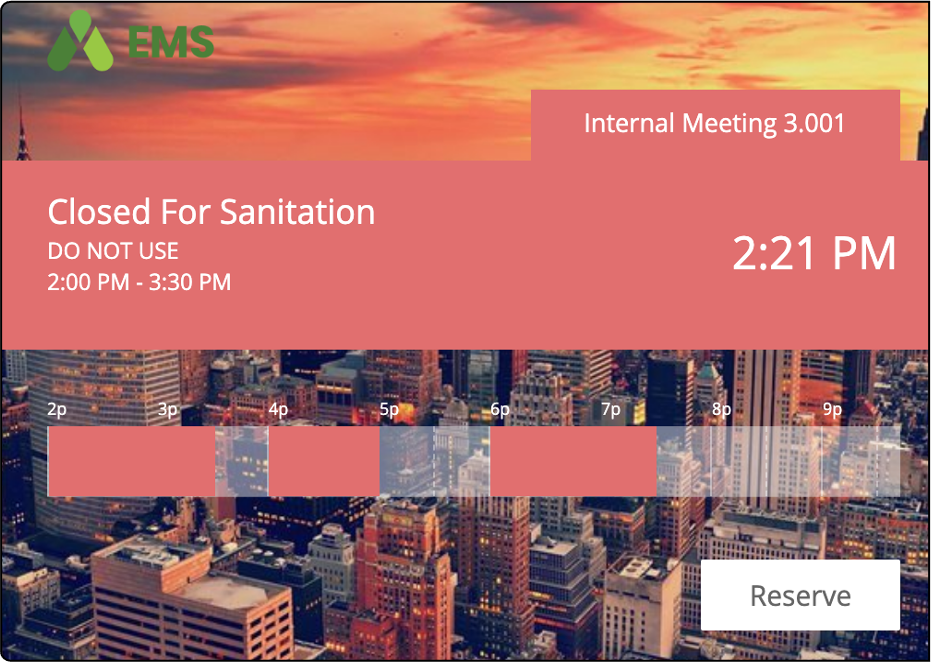 EMS
Internal Meeting 3.001
Closed For Sanitation
DO NOT USE
2:00 PM - 3:30 PM
2:21 PM
2p 3p 4p 5p 6p 7p 8p 9p
Reserve